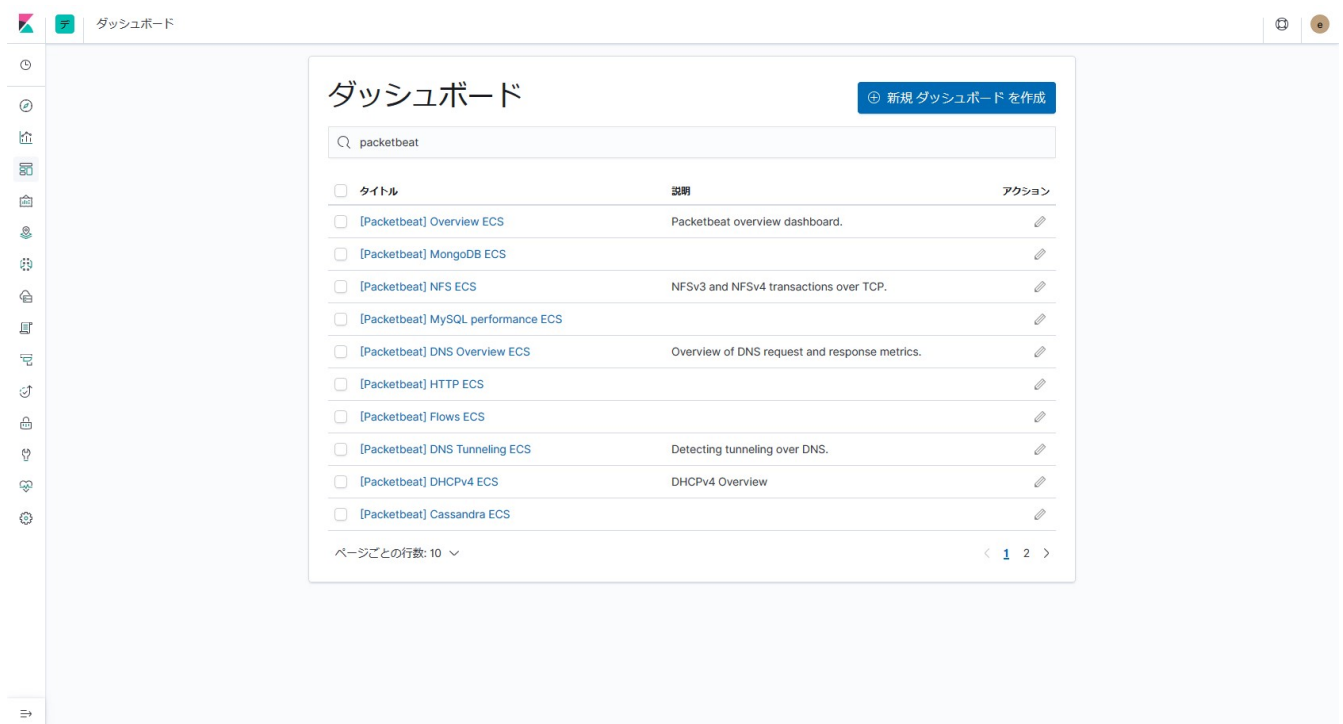 デ ダッシュボード e
ダッシュボード
新規 ダッシュボード を作成
packetbeat
タイトル 説明 アクション
[Packetbeat] Overview ECS Packetbeat overview dashboard.
[Packetbeat] MongoDB ECS
[Packetbeat] NFS ECS NFSv3 and NFSv4 transactions over TCP.
[Packetbeat] MySQL performance ECS
[Packetbeat] DNS Overview ECS Overview of DNS request and response metrics.
[Packetbeat] HTTP ECS
[Packetbeat] Flows ECS
[Packetbeat] DNS Tunneling ECS Detecting tunneling over DNS.
[Packetbeat] DHCPv4 ECS DHCPv4 Overview
[Packetbeat] Cassandra ECS
ページごとの行数: 10 1 2